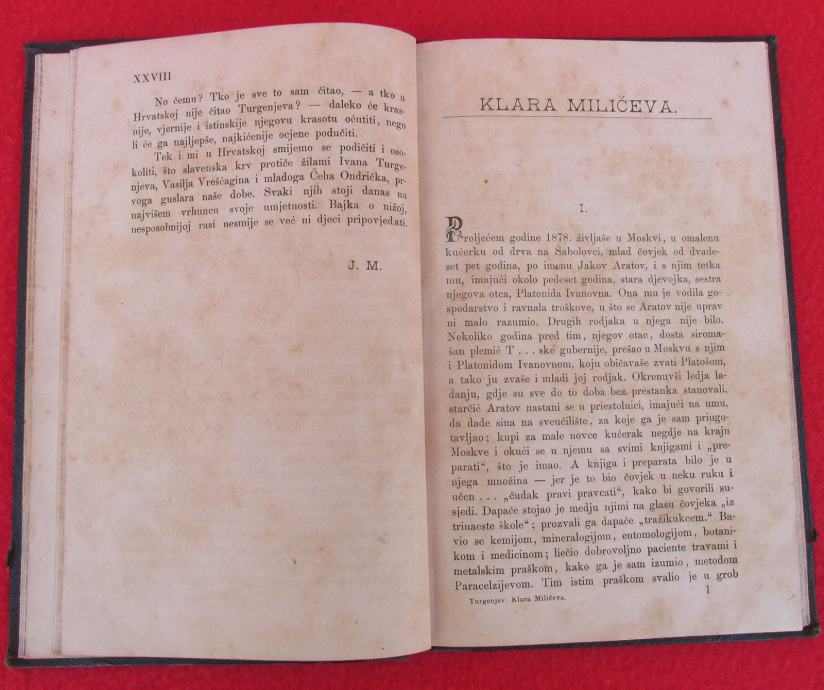 XXVIII
No čemu? Tko je sve to sam čitao, — a tko u
Hrvatskoj nije čitao Turgenjeva? — daleko će kras-
nije, vjernije i istinskije njegovu krasotu oćutiti, nego
li će ga najljepše, najkićenije ocjene podučiti.
Tek i mi u Hrvatskoj smijemo se podičiti i oso-
koliti, što slavenska krv protiče žilami Ivana Turge-
njeva, Vasilja Vrešćagina i mladoga Čeha Ondrička, pr-
voga guslara naše dobe. Svaki njih stoji danas na
najvišem vrhuncu svoje umjetnosti. Bajka o nižoj,
nesposobnijoj rasi nesmije se već ni djeci pripovjedati.
J. M.
KLARA MILIĆEVA.
I.
Proljećem godine 1878. življaše u Moskvi, u omalenu
kućerku od drva na Šabolovci, mlad čovjek od dvade-
set pet godina, po imenu Jakov Aratov, i s njim tetka
mu, imajući okolo pedeset godina, stara djevojka, sestra
njegova otca, Platonida Ivanovna. Ona mu je vodila go-
spodarstvo i ravnala troškove, u što se Aratov nije uprav
ni malo razumio. Drugih rodjaka u njega nije bilo.
Nekoliko godina pred tim, njegov otac, dosta siroma-
šan plemić T . . . ske gubernije, prešao u Moskvu s njim
i Platonidom Ivanovnom, koju običavaše zvati Platošom,
a tako ju zvaše i mladi joj rodjak. Okrenuvši ledja la-
danju, gdje su sve do to doba bez prestanka stanovali,
starčić Aratov nastani se u priestolnici, imajući na umu,
da dade sina na sveučilište, za koje ga je sam priugo-
tavljao; kupi za male novce kućerak negdje na kraju
Moskve i okući se u njemu sa svimi knjigami i „pre-
parati“, što je imao. A knjiga i preparata bilo je u
njega množina — jer je to bio čovjek u neku ruku i
učen . . . „čudak pravi pravcati“, kako bi govorili su-
sjedi. Dapače stojao je medju njimi na glasu čovjeka „iz
trinaeste škole“; prozvali ga dapače „tražikukcem.“ Ba-
vio se kemijom, mineralogijom, entomologijom, botani-
kom i medicinom; liečio dobrovoljno paciente travami i
metalskim praškom, kako ga je sam izumio, metodom
Paracelzijevom. Tim istim praškom svalio je u grob
Turgenjev. Klara Milićeva.
1